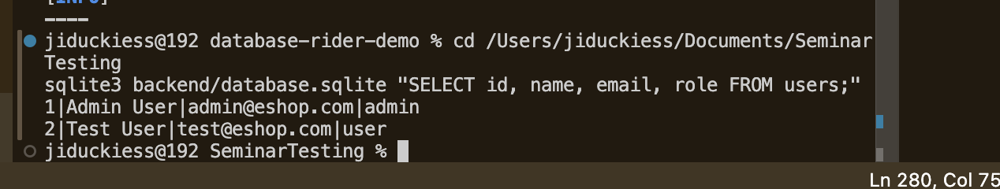 [INFO]
----
jiduckiess@192 database-rider-demo % cd /Users/jiduckiess/Documents/Seminar
Testing
sqlite3 backend/database.sqlite "SELECT id, name, email, role FROM users;"
1|Admin User|admin@eshop.com|admin
2|Test User|test@eshop.com|user
jiduckiess@192 SeminarTesting %
Ln 280, Col 75